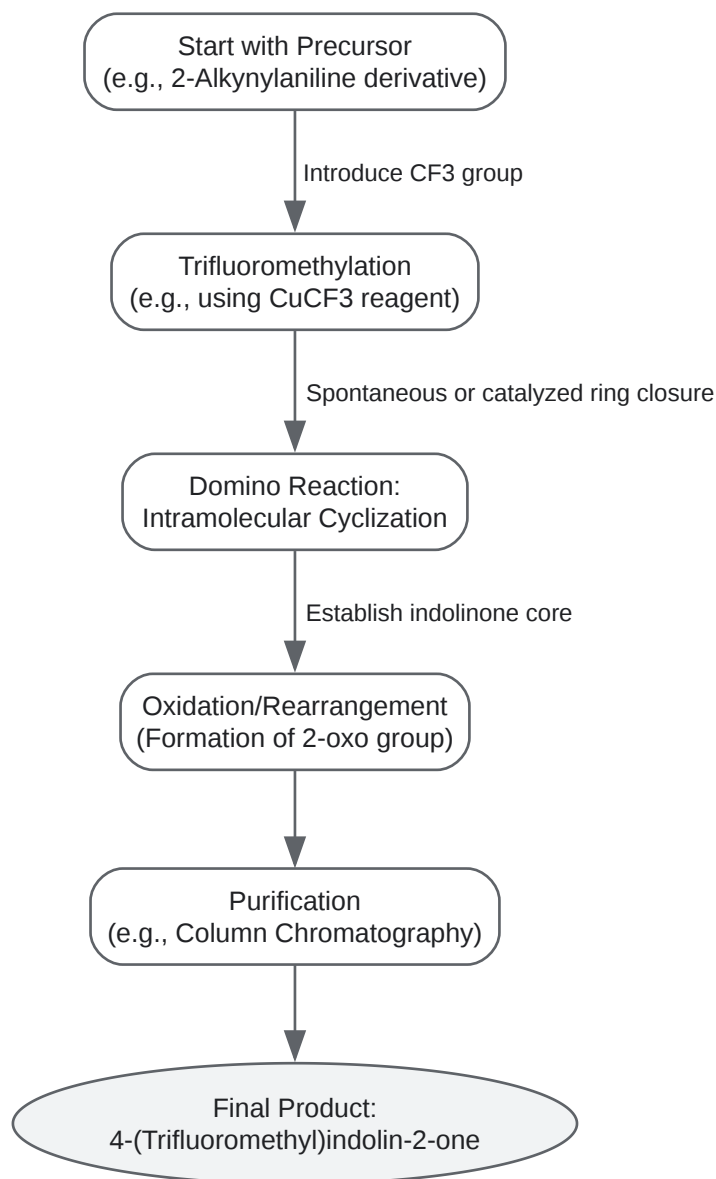 Start with Precursor
(e.g., 2-Alkynylaniline derivative)
Introduce CF3 group
Trifluoromethylation
(e.g., using CuCF3 reagent)
Spontaneous or catalyzed ring closure
Domino Reaction:
Intramolecular Cyclization
Establish indolinone core
Oxidation/Rearrangement
(Formation of 2-oxo group)
Purification
(e.g., Column Chromatography)
Final Product:
4-(Trifluoromethyl)indolin-2-one